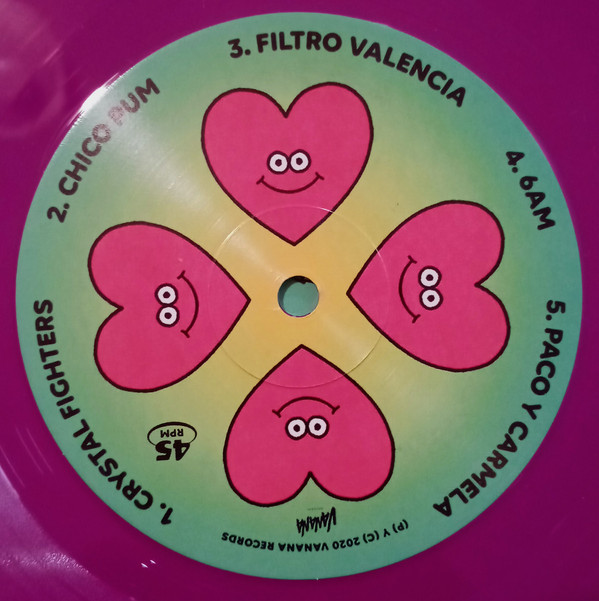 1. CRYSTAL FIGHTERS
2. CHICO PUM
3. FILTRO VALENCIA
4. 6AM
5. PACO Y CARMELA
45
RPM
VANANA
(P) Y (C) 2020 VANANA RECORDS